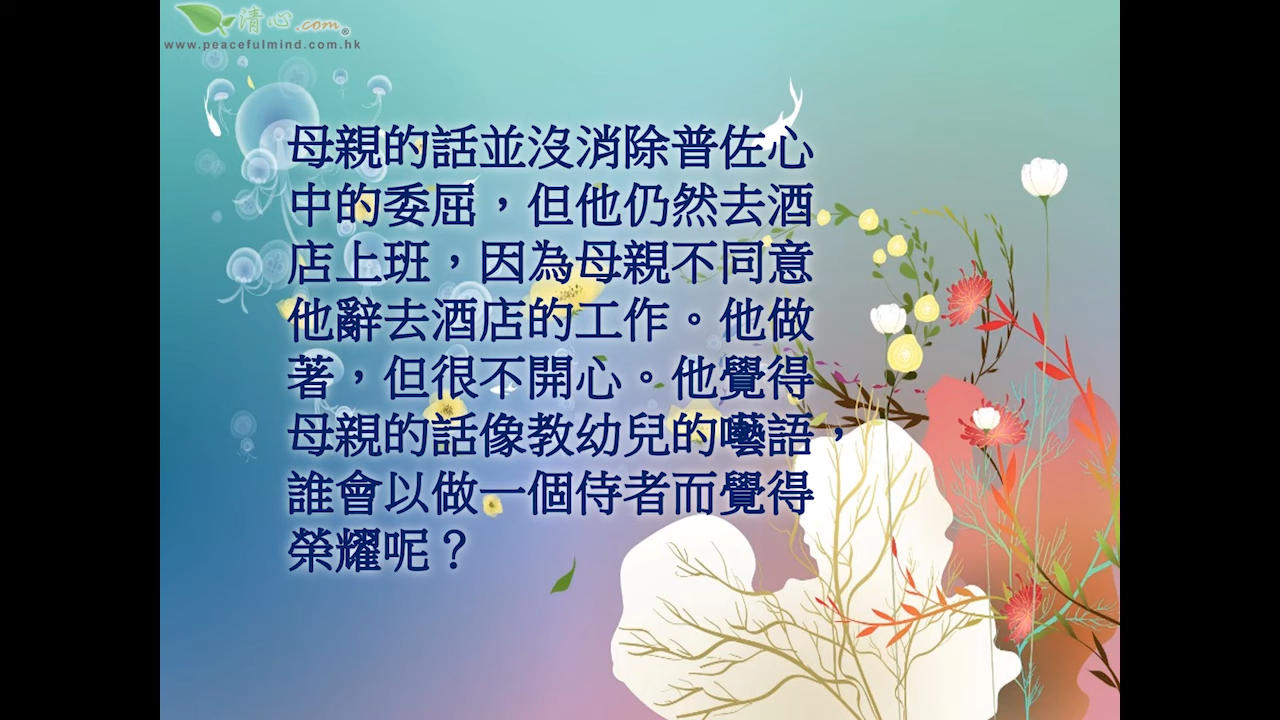 清心.com®
www.peacefulmind.com.hk
母親的話並沒消除普佐心
中的委屈，但他仍然去酒
店上班，因為母親不同意
他辭去酒店的工作。他做
著，但很不開心。他覺得
母親的話像教幼兒的囈語，
誰會以做一個侍者而覺得
榮耀呢？